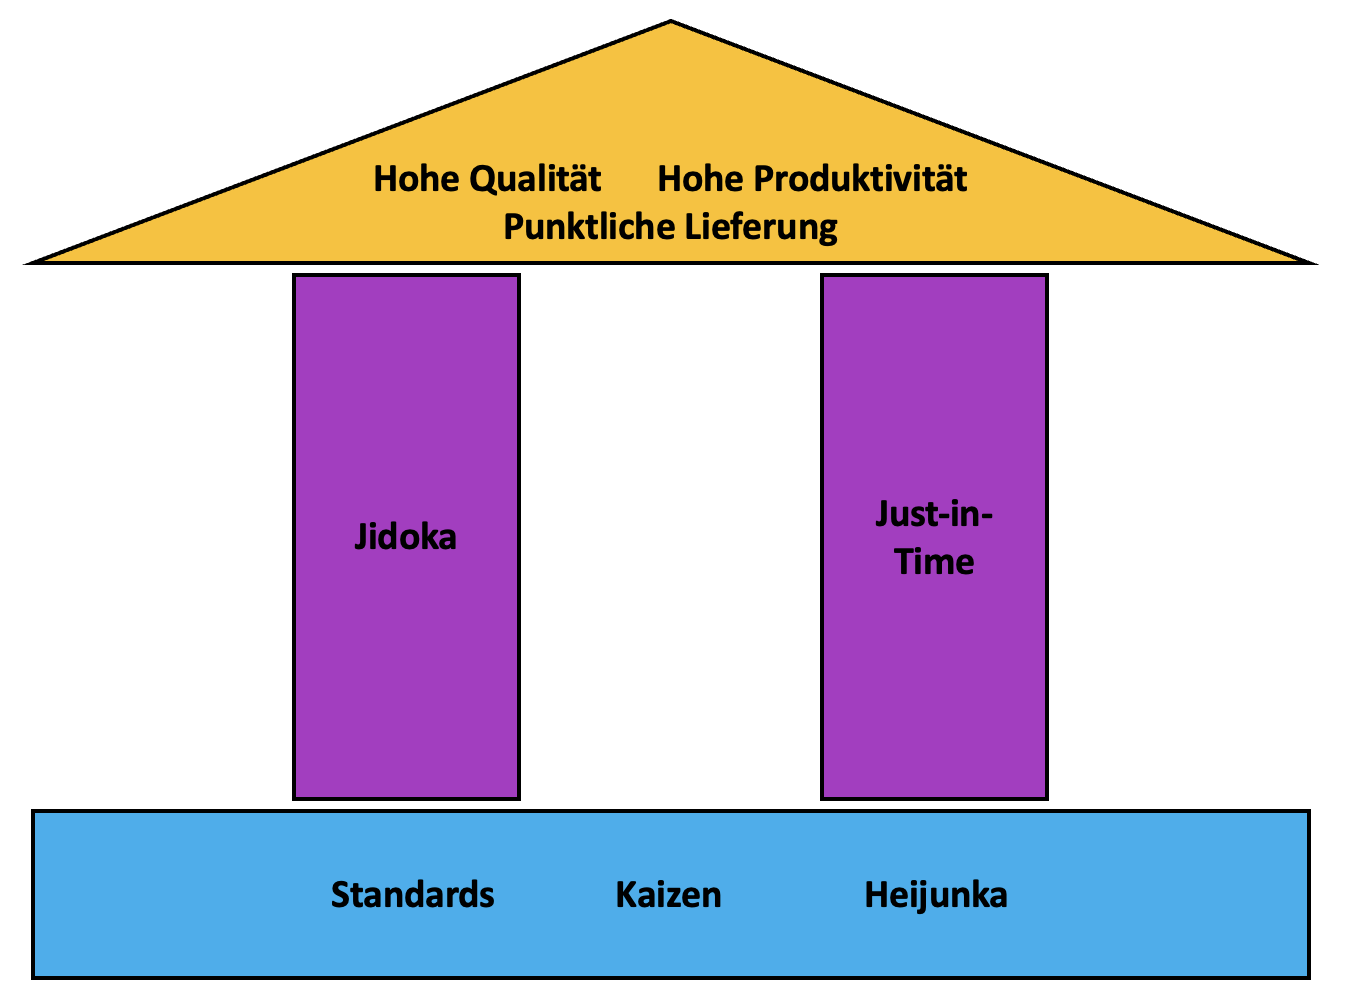 Hohe Qualität Hohe Produktivität
Punktliche Lieferung
Jidoka
Just-in-
Time
Standards Kaizen Heijunka